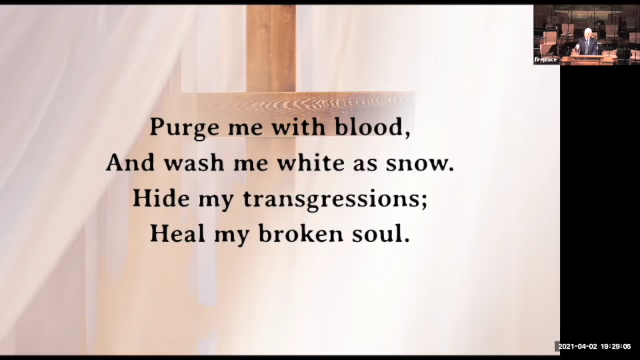 Purge me with blood,
And wash me white as snow.
Hide my transgressions;
Heal my broken soul.
fireplace
2021-04-02 19:29:05